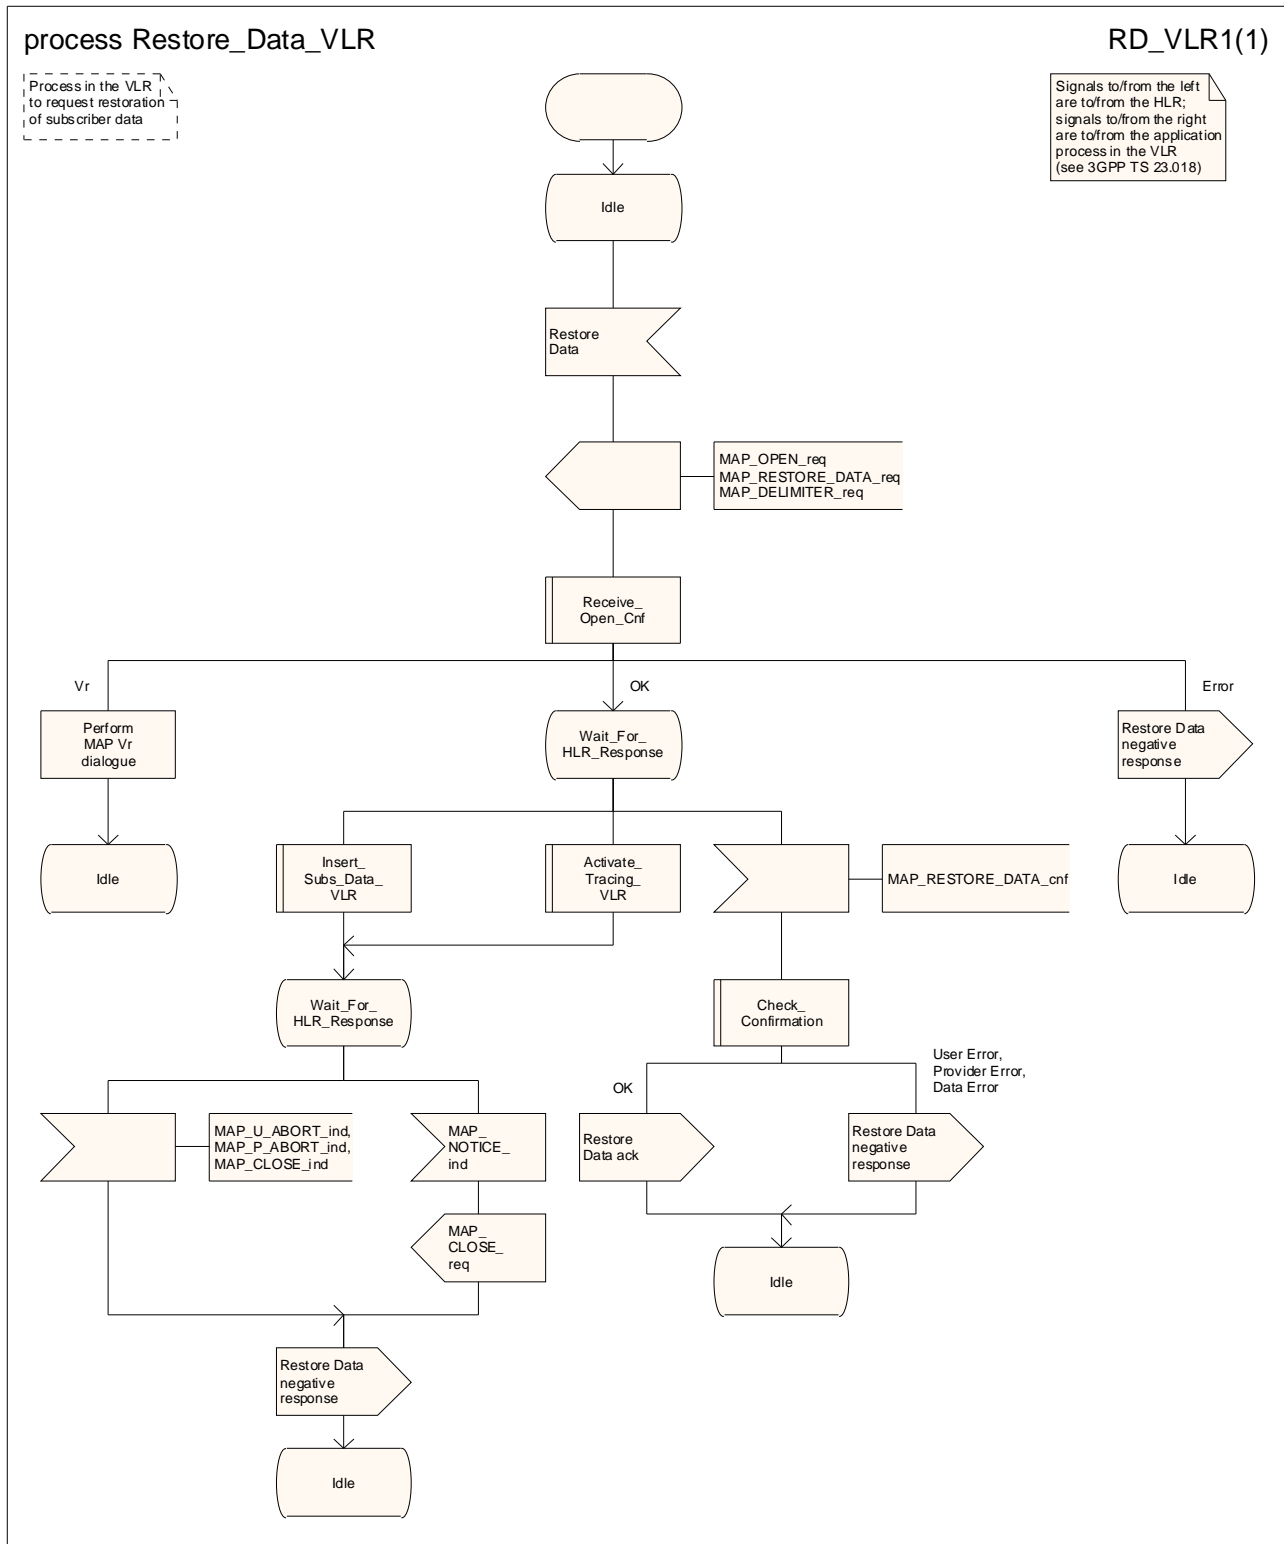 process Restore_Data_VLR
RD_VLR1(1)
Process in the VLR
to request restoration
of subscriber data
Signals to/from the left
are to/from the HLR;
signals to/from the right
are to/from the application
process in the VLR
(see 3GPP TS 23.018)
Idle
Restore
Data
MAP_OPEN_req
MAP_RESTORE_DATA_req
MAP_DELIMITER_req
Receive_
Open_Cnf
Vr
OK
Error
Perform
MAP Vr
dialogue
Wait_For_
HLR_Response
Restore Data
negative
response
Idle
Insert_
Subs_Data_
VLR
Activate_
Tracing_
VLR
MAP_RESTORE_DATA_cnf
Idle
Wait_For_
HLR_Response
Check_
Confirmation
OK
User Error,
Provider Error,
Data Error
MAP_U_ABORT_ind,
MAP_P_ABORT_ind,
MAP_CLOSE_ind
MAP_
NOTICE_
ind
Restore
Data ack
Restore Data
negative
response
MAP_
CLOSE_
req
Idle
Restore Data
negative
response
Idle